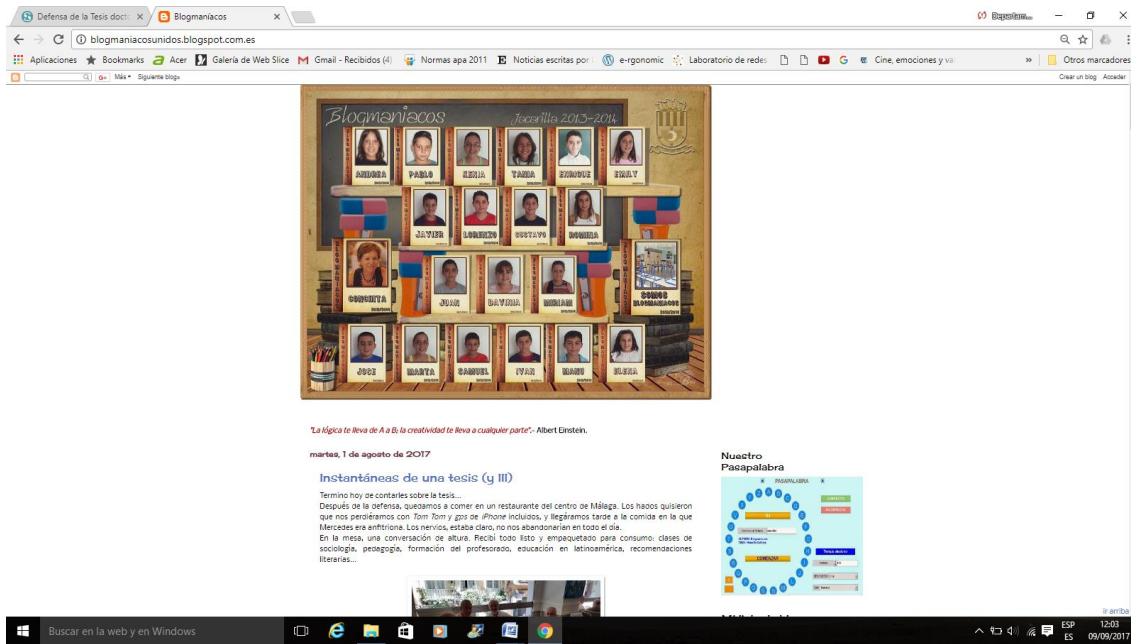 Defensa de la Tesis docto
Blogmaníacos
blogmaniacosunidos.blogspot.com.es
Aplicaciones Bookmarks Acer Galería de Web Slice Gmail - Recibidos (4) Normas apa 2011 Noticias escritas por e-rgonomic Laboratorio de redes Cine, emociones y va » Otros marcadores
Más Siguiente blog» Crear un blog Acceder
Blogmaníacos Jacarilla 2013-2014
ANDREA PABLO KENIA TANIA ENRIQUE EMILY
JAVIER LORENZO GUSTAVO ROMINA
CONCHITA JUAN DAVINIA MIRIAM SOMOS BLOGMANIACOS
JOSE MARTA SAMUEL IVAN MANU ELENA
"La lógica te lleva de A a B; la creatividad te lleva a cualquier parte".- Albert Einstein.
martes, 1 de agosto de 2017
Instantáneas de una tesis (y III)
Termino hoy de contarles sobre la tesis...
Después de la defensa, quedamos a comer en un restaurante del centro de Málaga. Los hados quisieron
que nos perdiéramos con Tom Tom y gps de iPhone incluidos, y llegáramos tarde a la comida en la que
Mercedes era anfitriona. Los nervios, estaba claro, no nos abandonarían en todo el día.
En la mesa, una conversación de altura. Recibí todo listo y empaquetado para consumo: clases de
sociología, pedagogía, formación del profesorado, educación en latinoamérica, recomendaciones
literarias...
Nuestro
Pasapalabra
PASAPALABRA
COMENZAR
ir arriba
Buscar en la web y en Windows
ESP 12:03
ES 09/09/2017